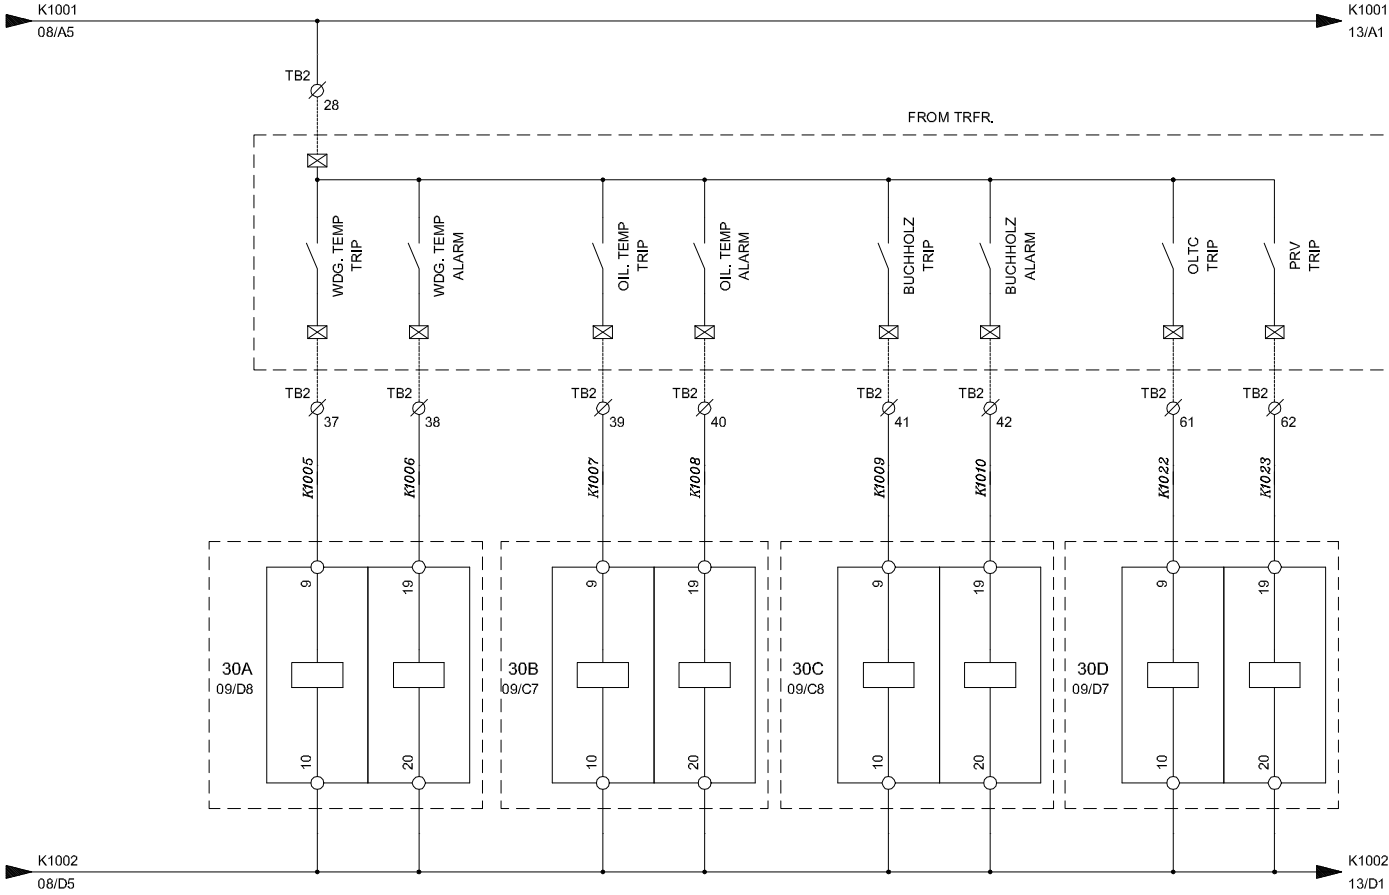 K1001
08/A5
K1001
13/A1
TB2
28
FROM TRFR.
WDG. TEMP
TRIP
WDG. TEMP
ALARM
OIL. TEMP
TRIP
OIL. TEMP
ALARM
BUCHHOLZ
TRIP
BUCHHOLZ
ALARM
OLTC
TRIP
PRV
TRIP
TB2
37
TB2
38
TB2
39
TB2
40
TB2
41
TB2
42
TB2
61
TB2
62
K1005
K1006
K1007
K1008
K1009
K1010
K1022
K1023
9
19
9
19
9
19
9
19
30A
09/D8
30B
09/C7
30C
09/C8
30D
09/D7
10
20
10
20
10
20
10
20
K1002
08/D5
K1002
13/D1